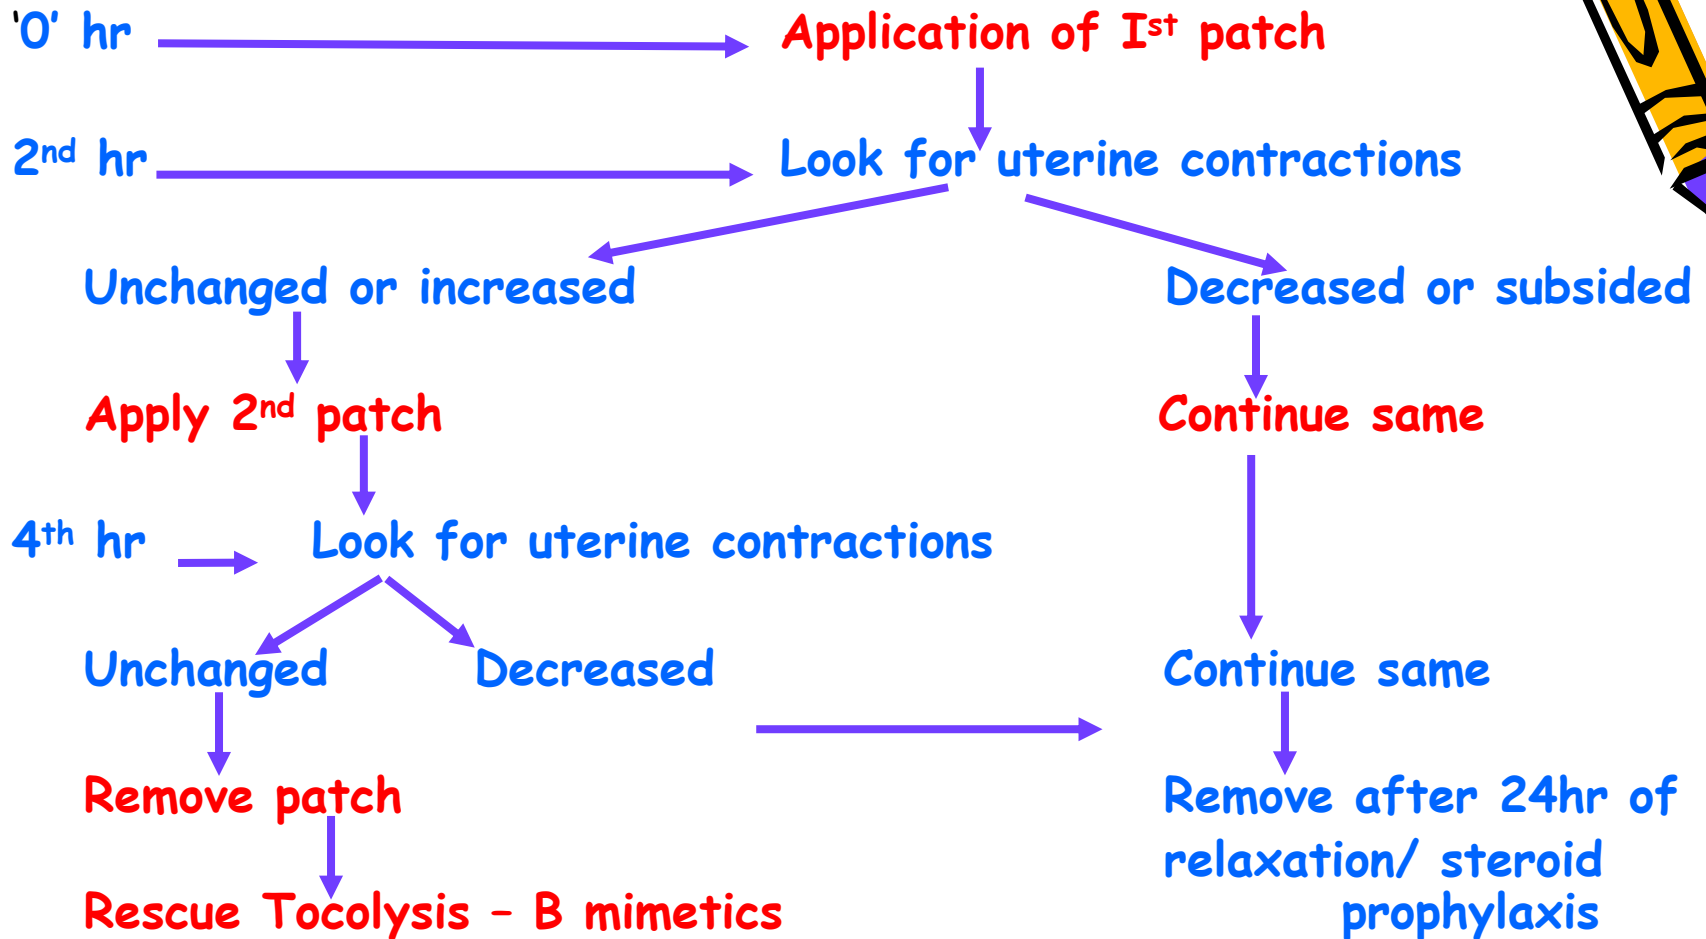 ‘0’ hr Application of Ist patch
2nd hr Look for uterine contractions
Unchanged or increased Decreased or subsided
Apply 2nd patch Continue same
4th hr Look for uterine contractions
Unchanged Decreased Continue same
Remove patch Remove after 24hr of
relaxation/ steroid
Rescue Tocolysis – B mimetics prophylaxis